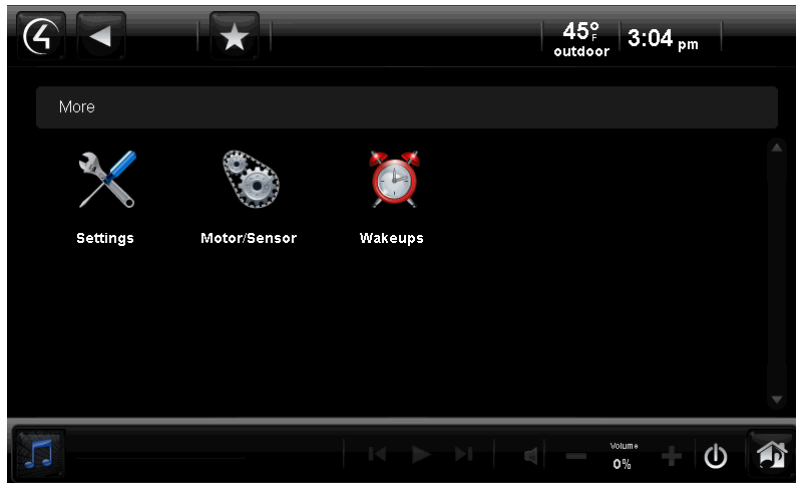 45°F
outdoor
3:04 pm
More
Settings
Motor/Sensor
Wakeups
Volume
0%